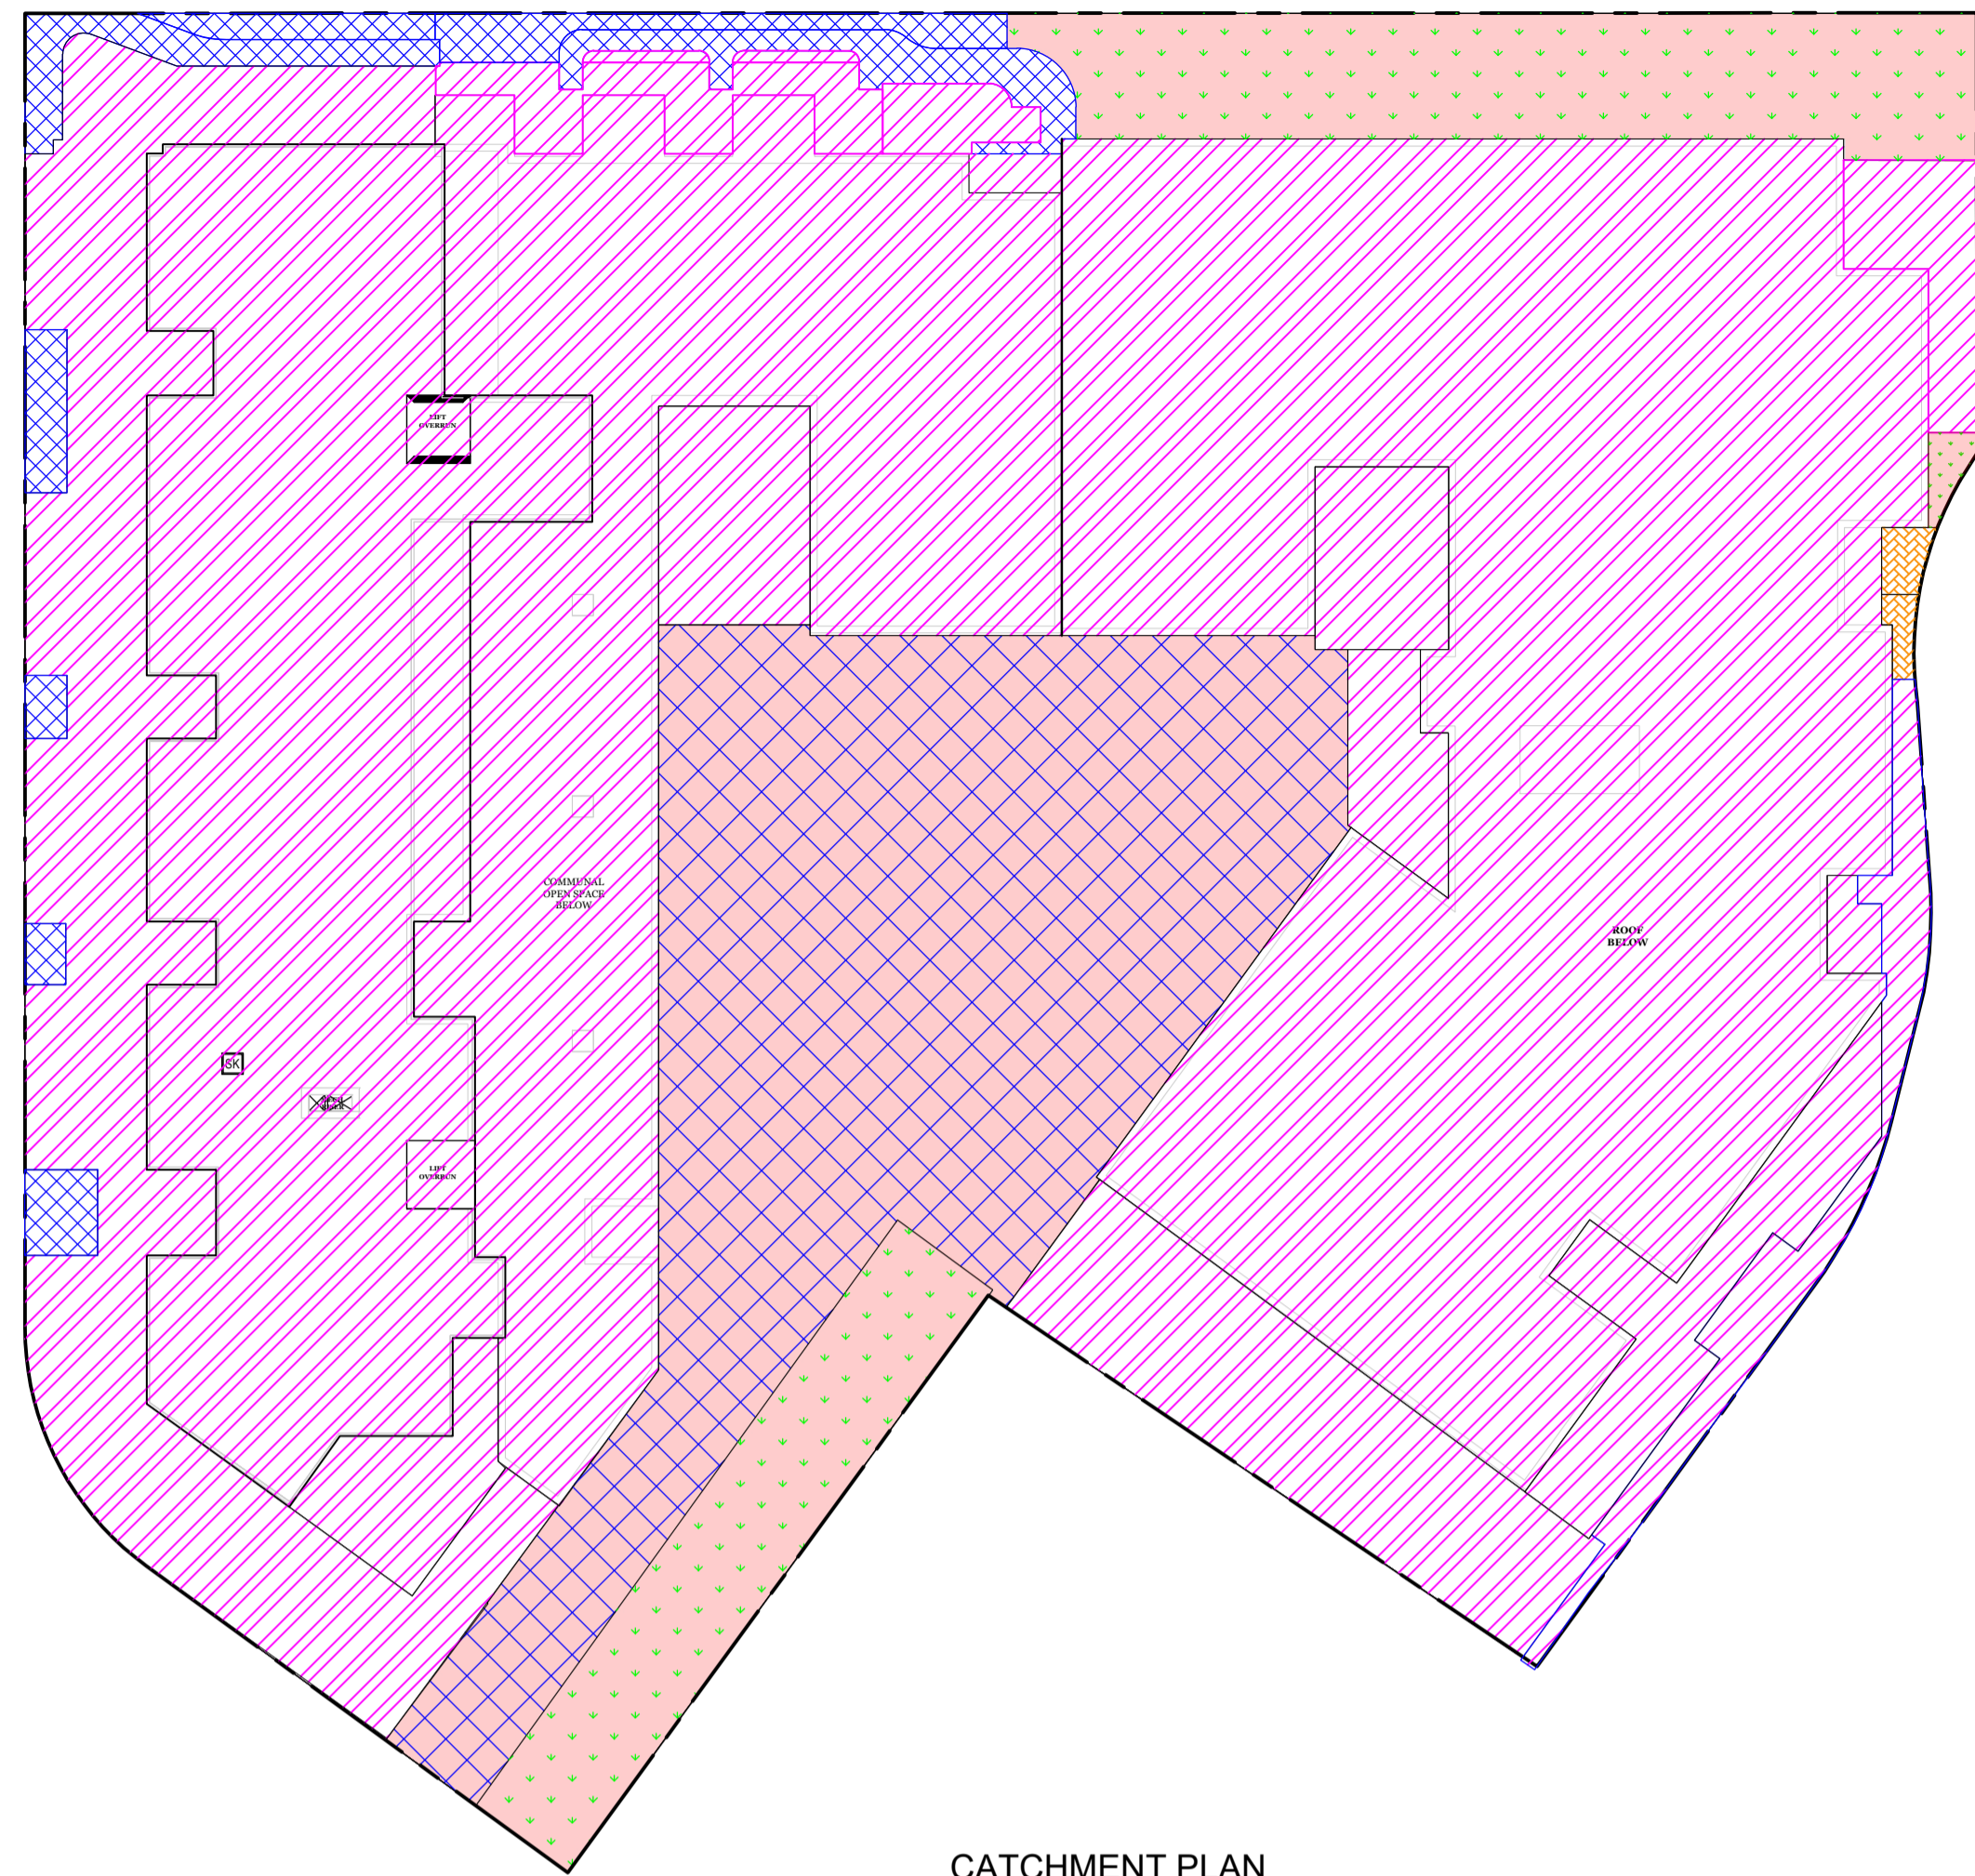 LIFT
OVERRUN
COMMUNAL
OPEN SPACE
BELOW
ROOF
BELOW
SK
LIFT
OVERRUN
CATCHMENT PLAN